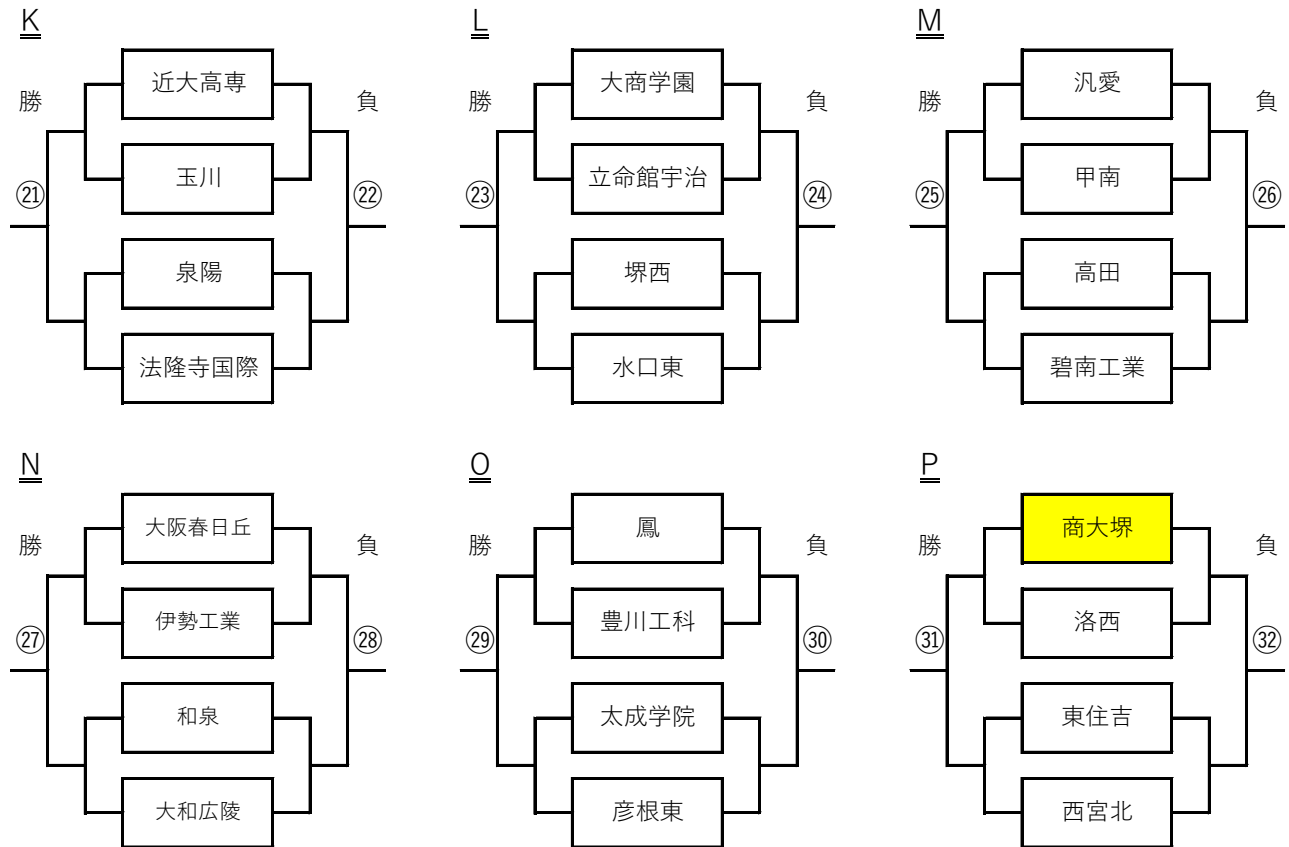 K
近大高専
勝
負
玉川
㉑
㉒
泉陽
法隆寺国際
L
大商学園
勝
負
立命館宇治
㉓
㉔
堺西
水口東
M
汎愛
勝
負
甲南
㉕
㉖
高田
碧南工業
N
大阪春日丘
勝
負
伊勢工業
㉗
㉘
和泉
大和広陵
O
鳳
勝
負
豊川工科
㉙
㉚
太成学院
彦根東
P
商大堺
勝
負
洛西
㉛
㉜
東住吉
西宮北